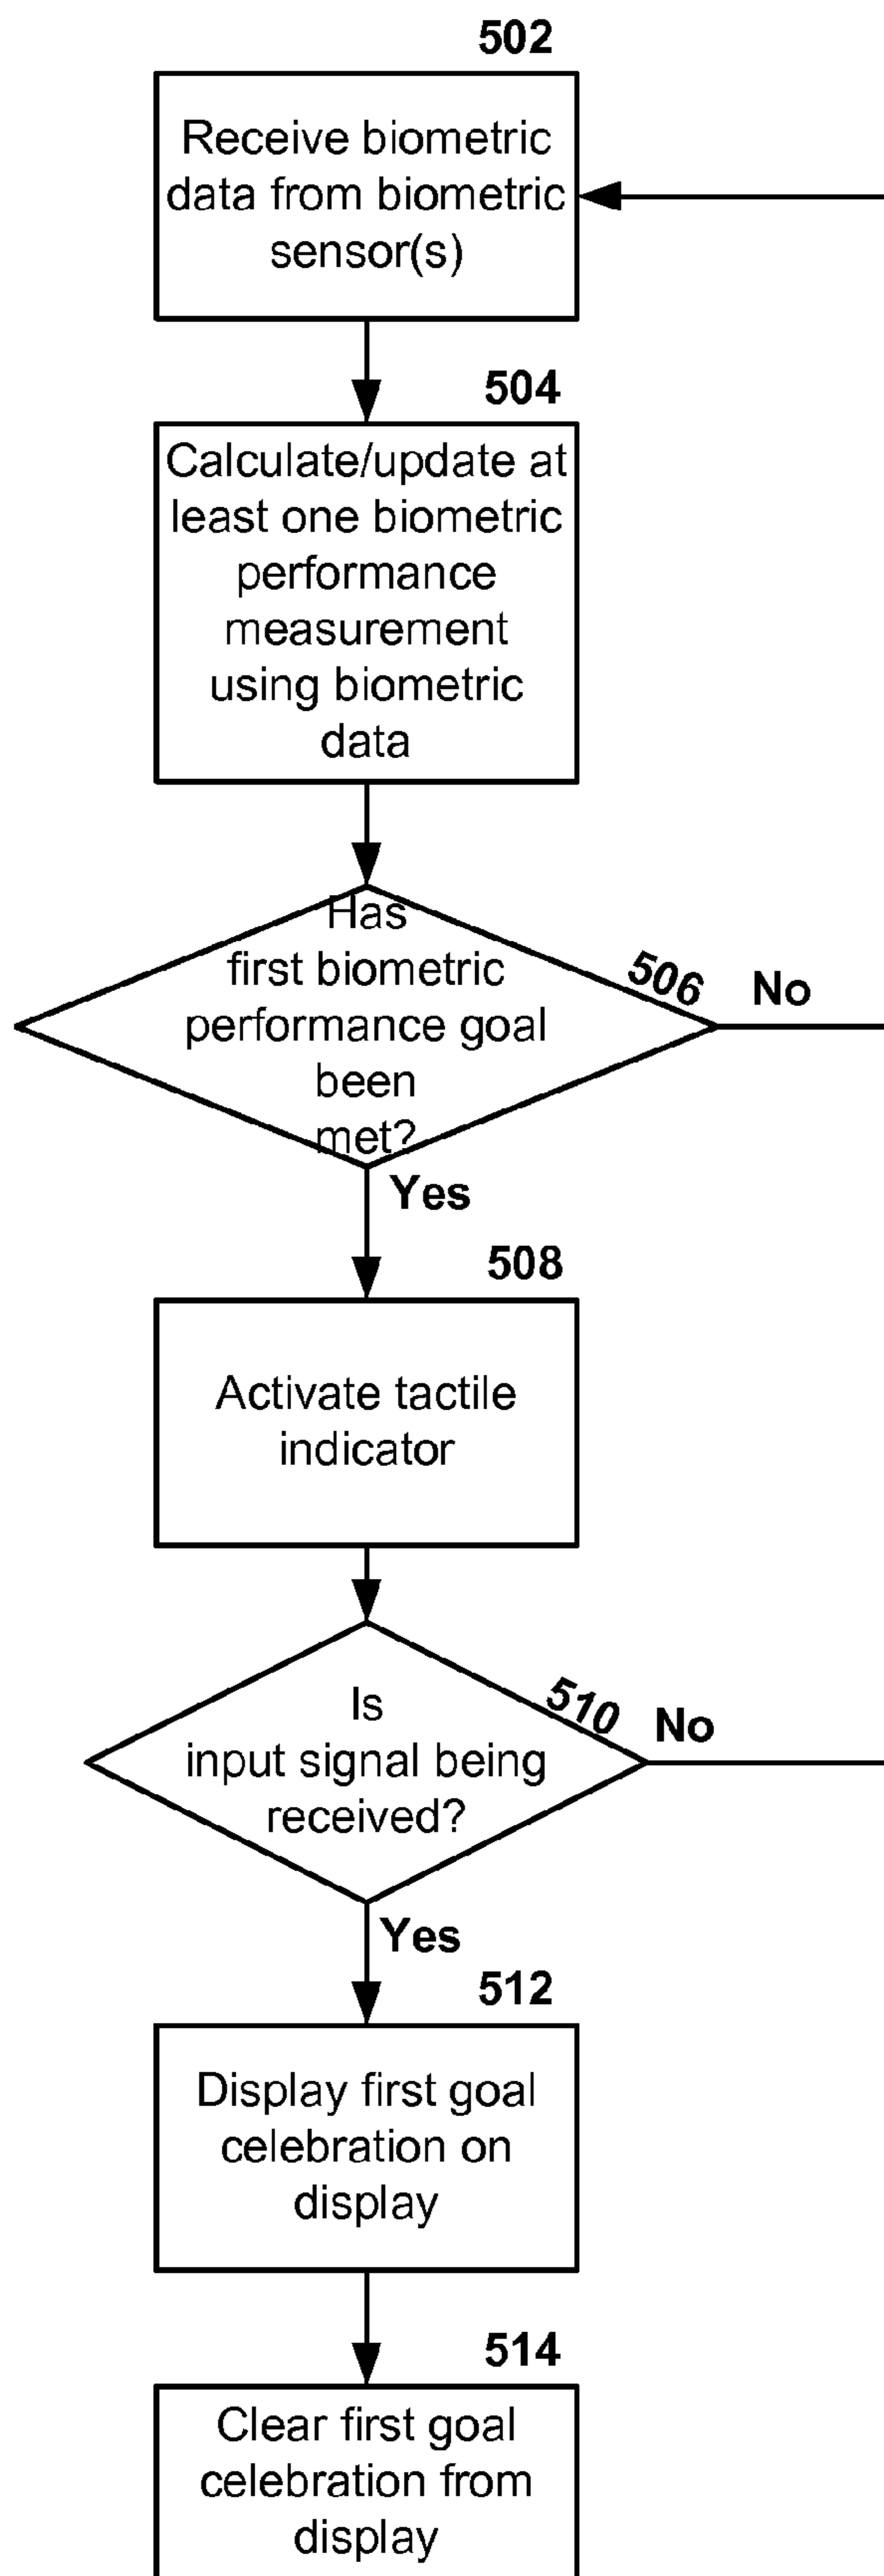 502
Receive biometric
data from biometric
sensor(s)
504
Calculate/update at
least one biometric
performance
measurement
using biometric
data
Has
first biometric
performance goal
been
met?
506
No
Yes
508
Activate tactile
indicator
Is
input signal being
received?
510
No
Yes
512
Display first goal
celebration on
display
514
Clear first goal
celebration from
display